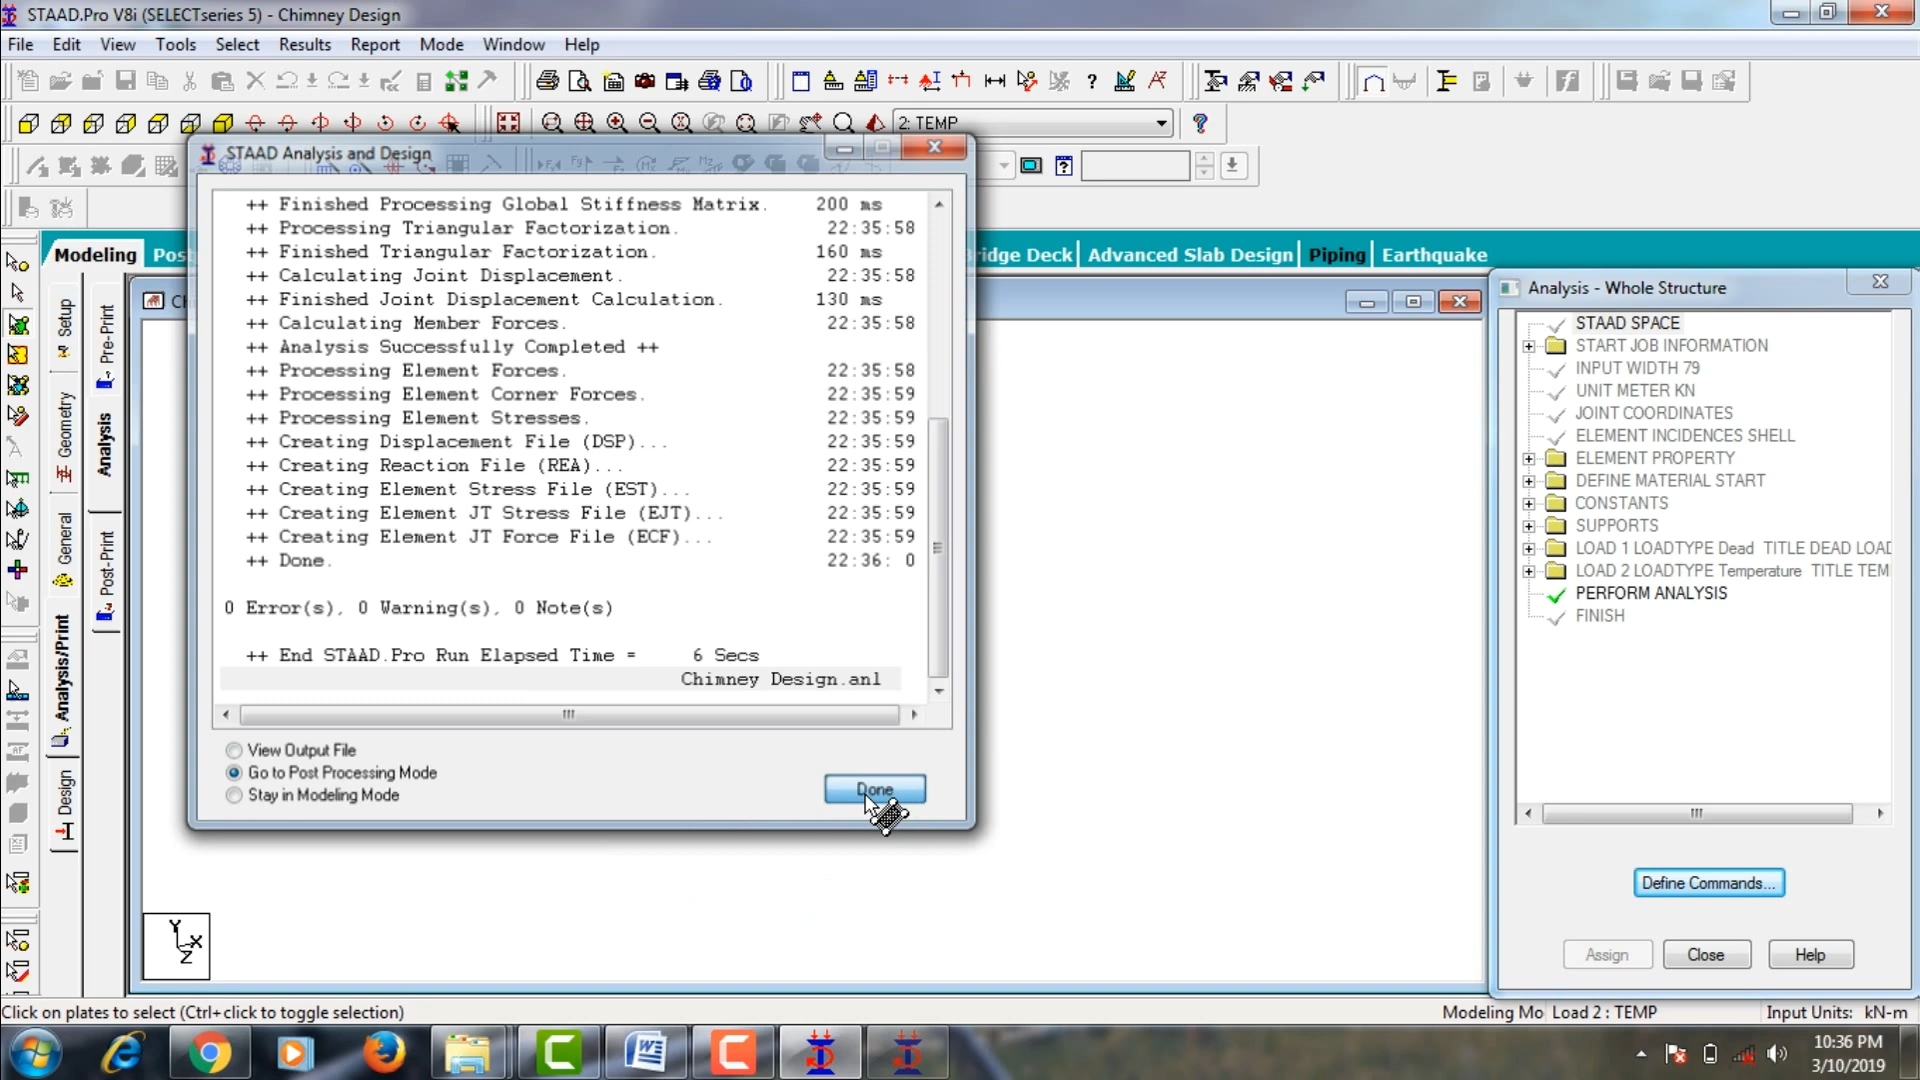 STAAD.Pro V8i (SELECTseries 5) - Chimney Design
File Edit View Tools Select Results Report Mode Window Help
2: TEMP
STAAD Analysis and Design
++ Finished Processing Global Stiffness Matrix. 200 ms
++ Processing Triangular Factorization. 22:35:58
++ Finished Triangular Factorization. 160 ms
++ Calculating Joint Displacement. 22:35:58
++ Finished Joint Displacement Calculation. 130 ms
++ Calculating Member Forces. 22:35:58
++ Analysis Successfully Completed ++
++ Processing Element Forces. 22:35:58
++ Processing Element Corner Forces. 22:35:59
++ Processing Element Stresses. 22:35:59
++ Creating Displacement File (DSP)... 22:35:59
++ Creating Reaction File (REA)... 22:35:59
++ Creating Element Stress File (EST)... 22:35:59
++ Creating Element JT Stress File (EJT)... 22:35:59
++ Creating Element JT Force File (ECF)... 22:35:59
++ Done. 22:36: 0
0 Error(s), 0 Warning(s), 0 Note(s)
++ End STAAD.Pro Run Elapsed Time = 6 Secs
Chimney Design.anl
View Output File
Go to Post Processing Mode
Stay in Modeling Mode
Done
Modeling Bridge Deck Advanced Slab Design Piping Earthquake
Setup
Geometry
General
Analysis/Print
Design
Pre-Print
Analysis
Post-Print
Analysis - Whole Structure
STAAD SPACE
START JOB INFORMATION
INPUT WIDTH 79
UNIT METER KN
JOINT COORDINATES
ELEMENT INCIDENCES SHELL
ELEMENT PROPERTY
DEFINE MATERIAL START
CONSTANTS
SUPPORTS
LOAD 1 LOADTYPE Dead TITLE DEAD LOAD
LOAD 2 LOADTYPE Temperature TITLE TEM
PERFORM ANALYSIS
FINISH
Define Commands...
Assign Close Help
Y
X
Z
Click on plates to select (Ctrl+click to toggle selection)
Modeling Mo Load 2 : TEMP Input Units: kN-m
10:36 PM
3/10/2019